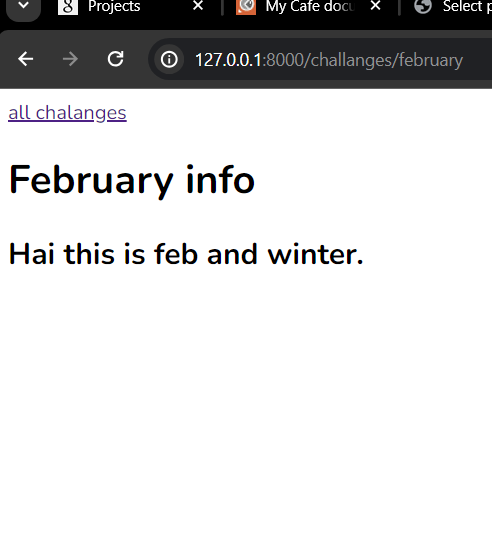 Projects
My Cafe docu
Select p
127.0.0.1:8000/challanges/february
all chalanges
February info
Hai this is feb and winter.